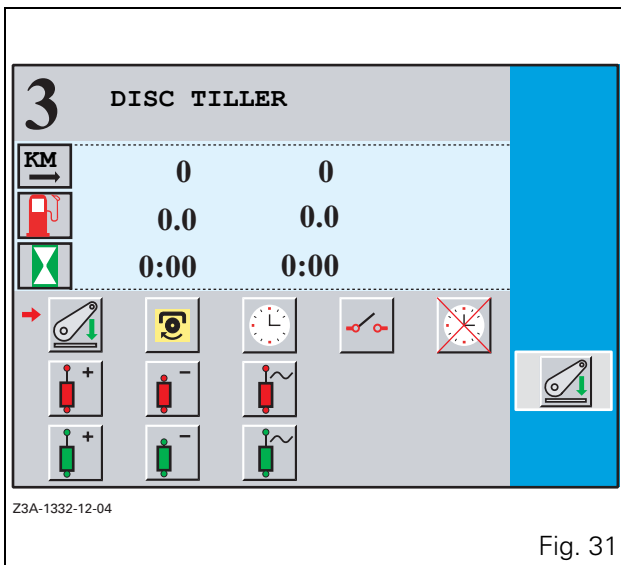 3 DISC TILLER
KM 0 0
0.0 0.0
0:00 0:00
+ −
+ −
Z3A-1332-12-04
Fig. 31